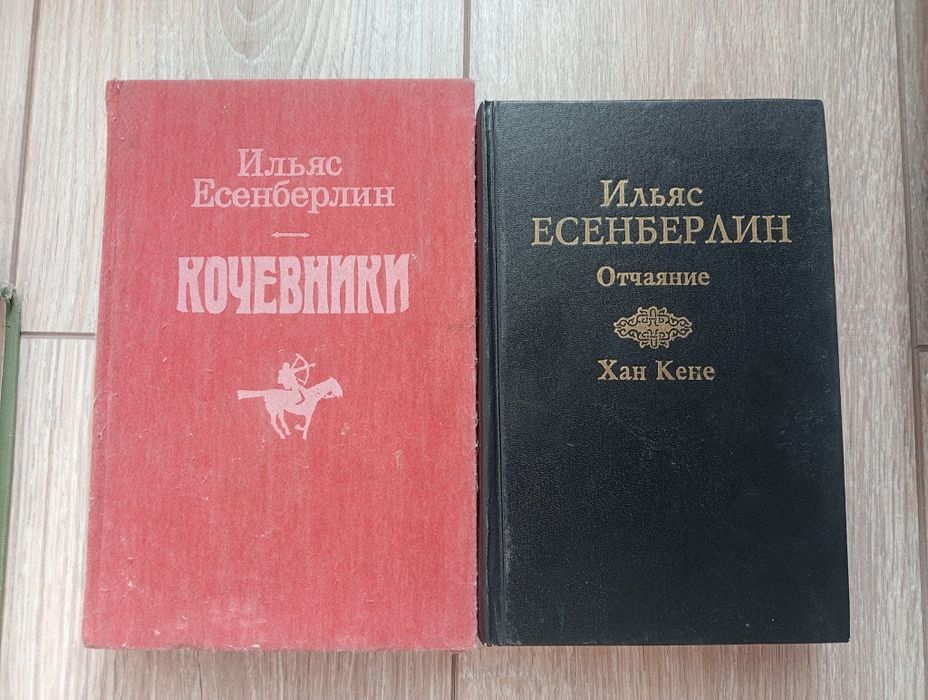 Ильяс
Есенберлин
КОЧЕВНИКИ
Ильяс
ЕСЕНБЕРЛИН
Отчаяние
Хан Кене